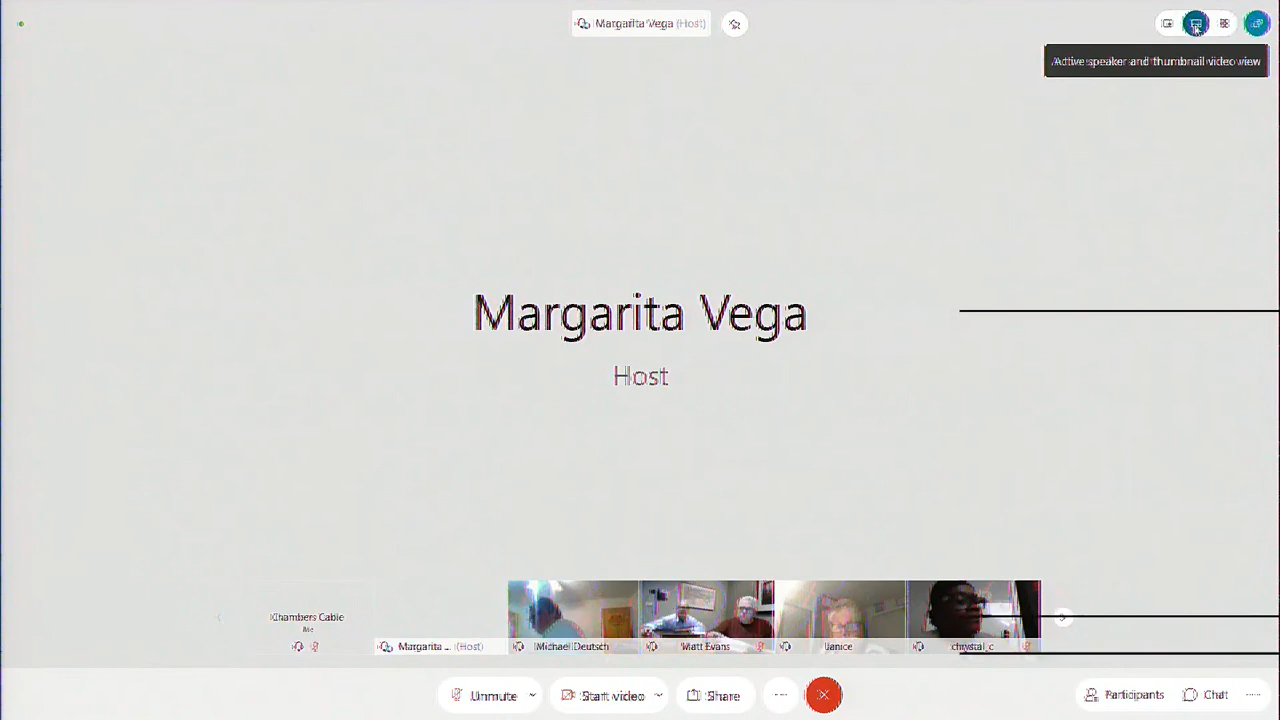 Margarita Vega (Host)
Active speaker and thumbnail video view
Margarita Vega
Host
Chambers Cable
Me
Margarita ... (Host)
Michael Deutsch
Matt Evans
Janice
chrystal_c
Unmute
Start video
Share
Participants
Chat